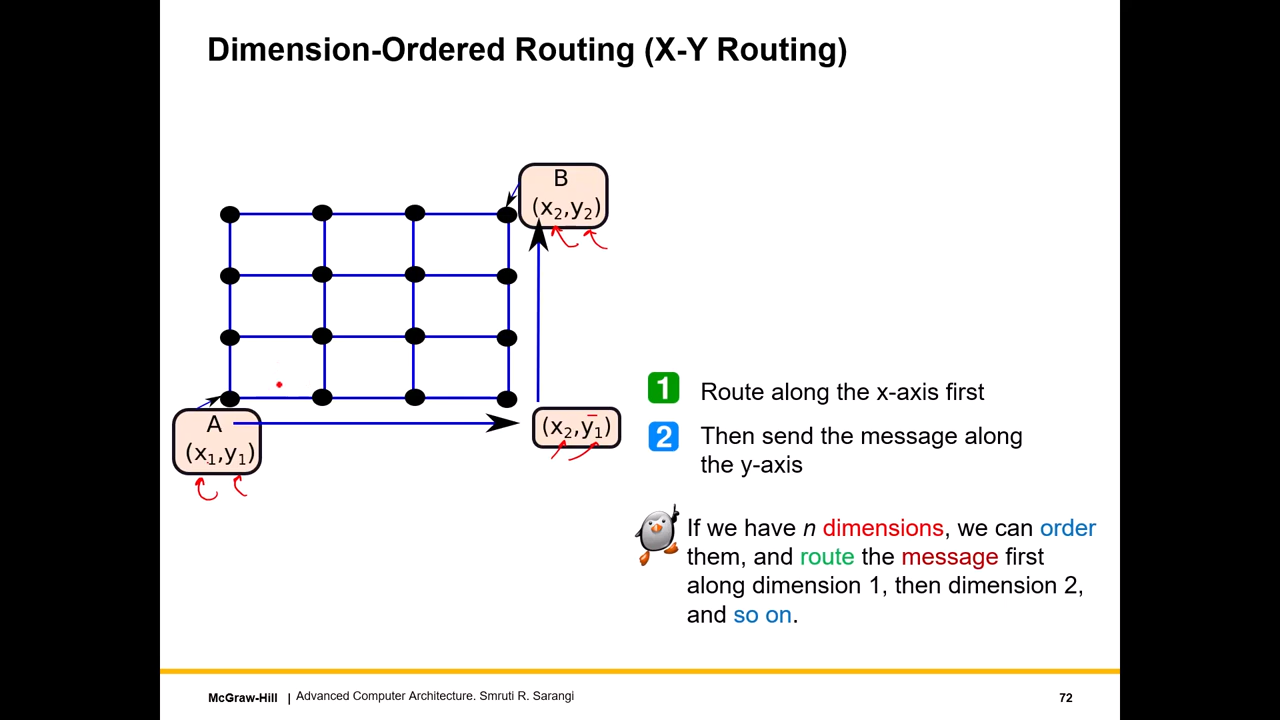 Dimension-Ordered Routing (X-Y Routing)
B
(x₂,y₂)
A
(x₁,y₁)
(x₂,y₁)
1 Route along the x-axis first
2 Then send the message along
the y-axis
If we have n dimensions, we can order
them, and route the message first
along dimension 1, then dimension 2,
and so on.
McGraw-Hill | Advanced Computer Architecture. Smruti R. Sarangi
72